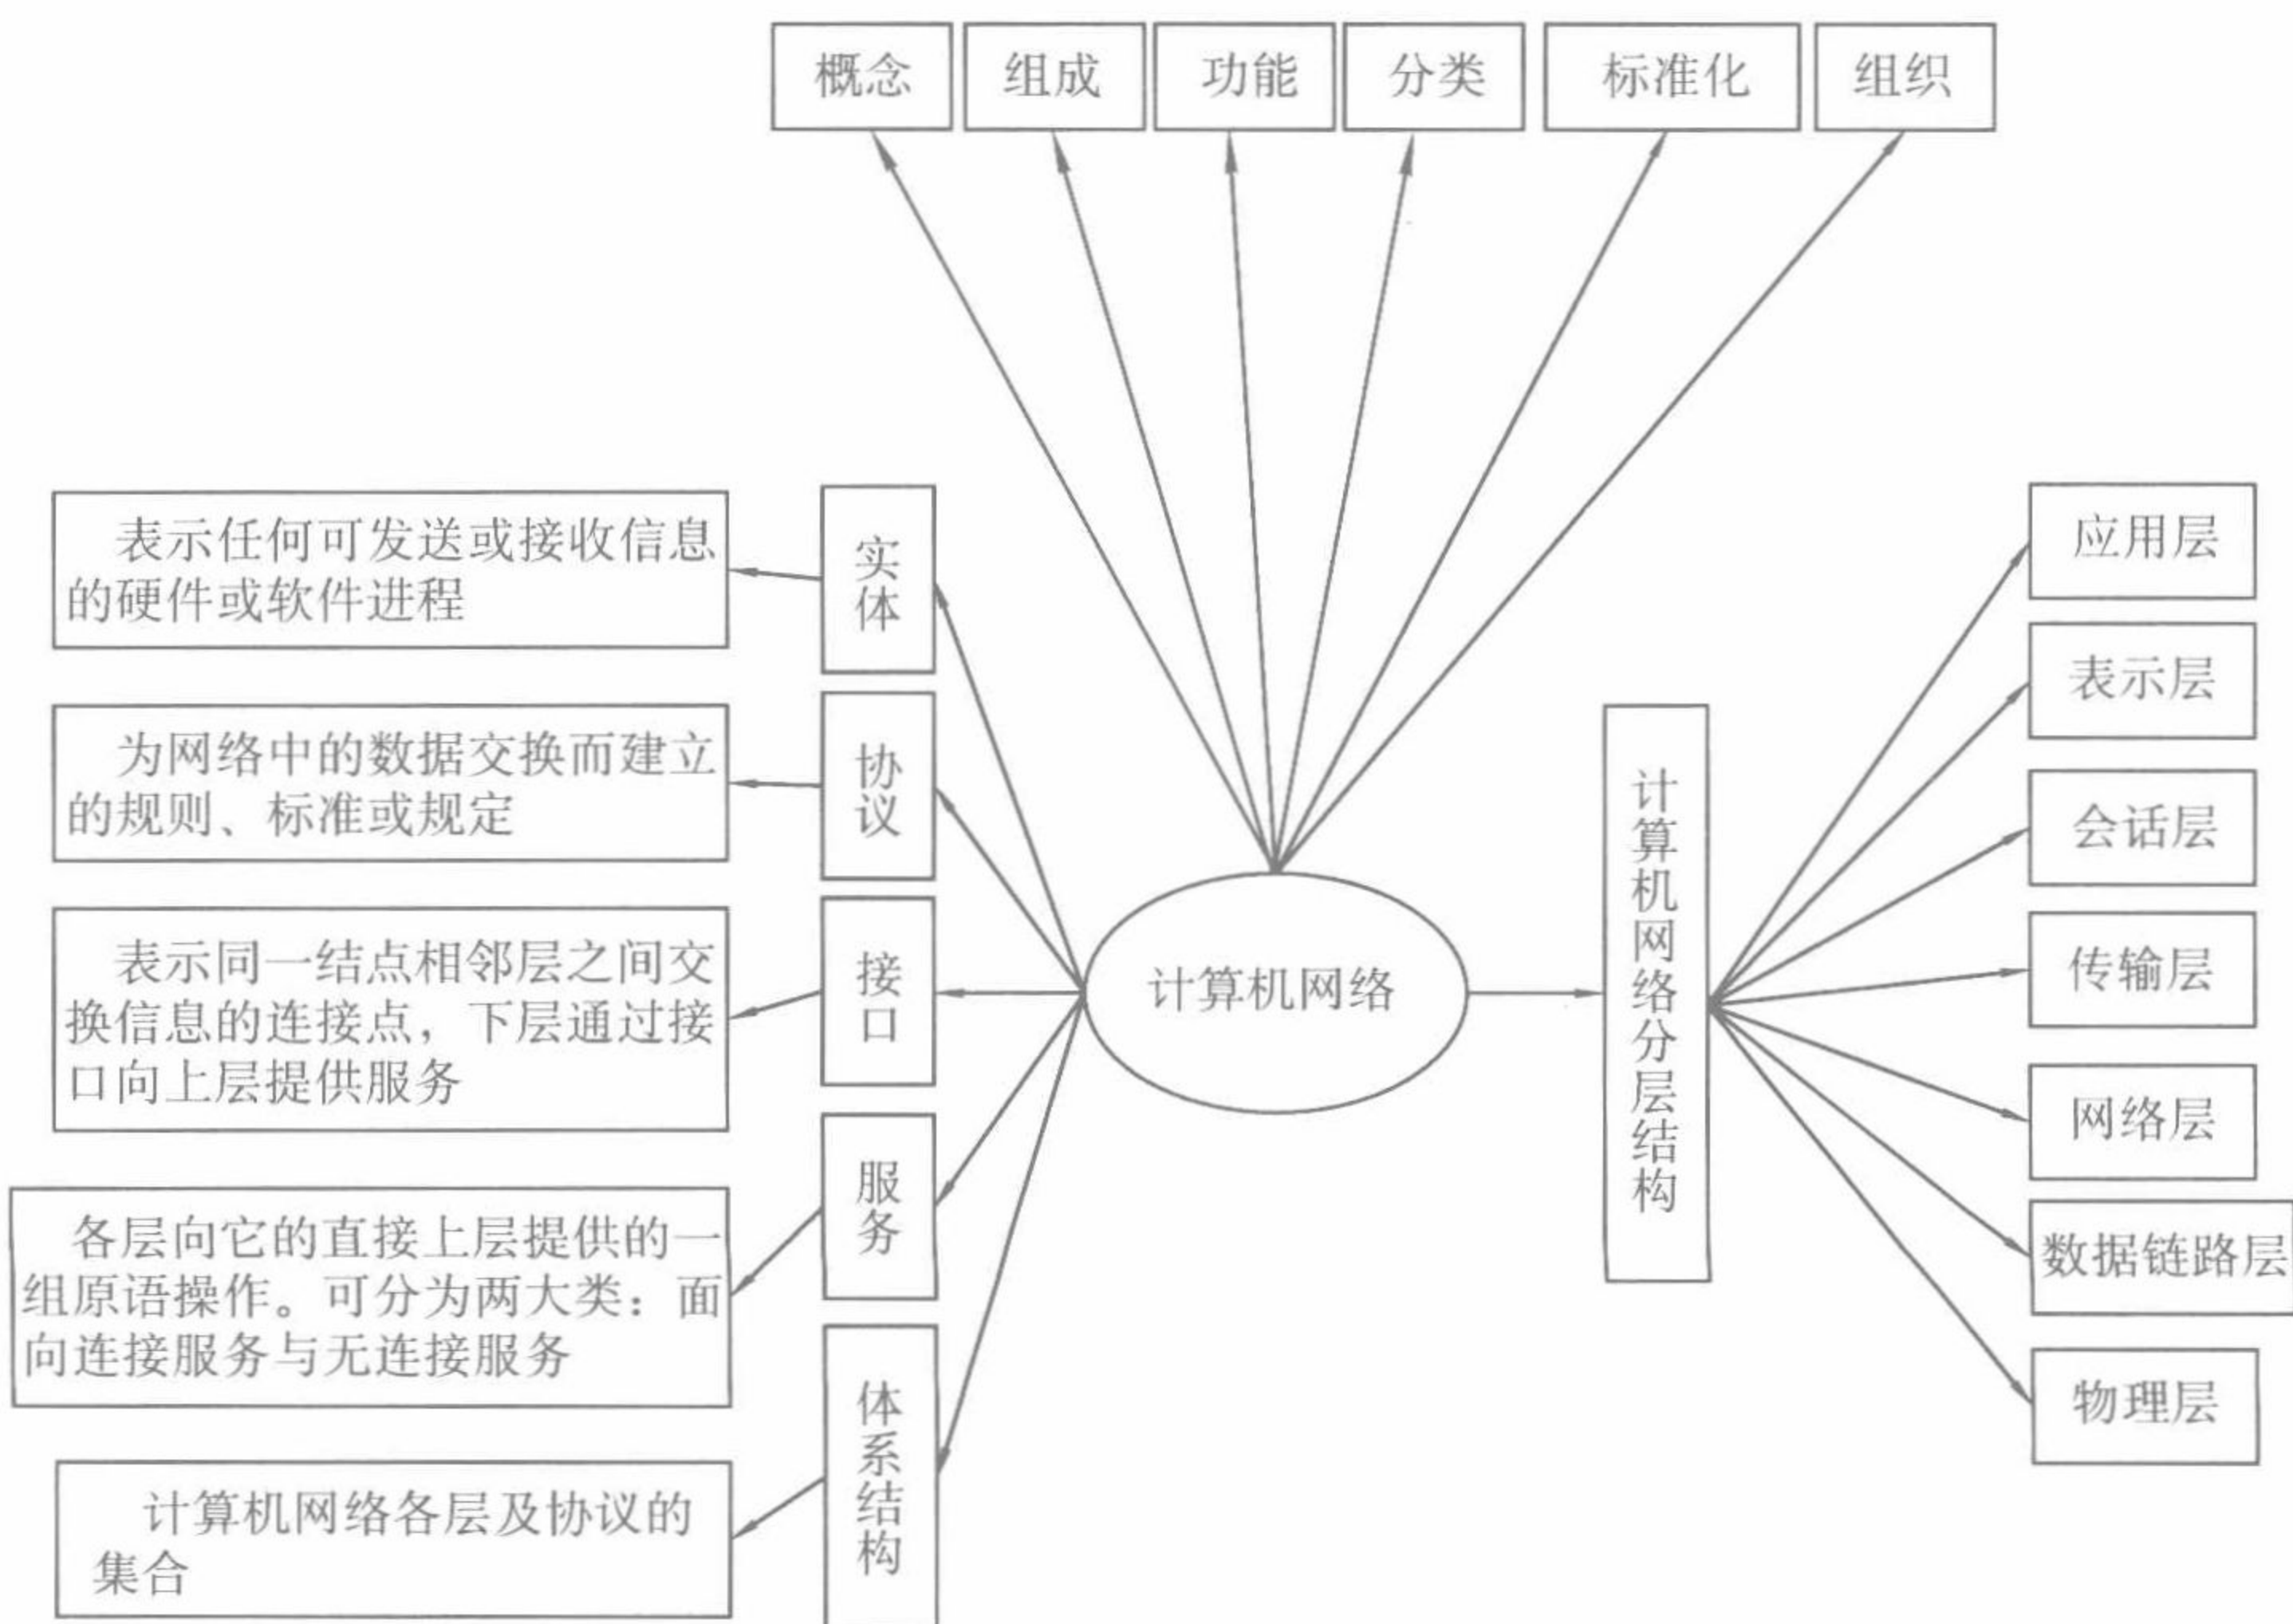 概念
组成
功能
分类
标准化
组织
实体
表示任何可发送或接收信息
的硬件或软件进程
协议
为网络中的数据交换而建立
的规则、标准或规定
接口
表示同一结点相邻层之间交
换信息的连接点，下层通过接
口向上层提供服务
服务
各层向它的直接上层提供的一
组原语操作。可分为两大类：面
向连接服务与无连接服务
体系结构
计算机网络各层及协议的
集合
计算机网络
计算机网络分层结构
应用层
表示层
会话层
传输层
网络层
数据链路层
物理层